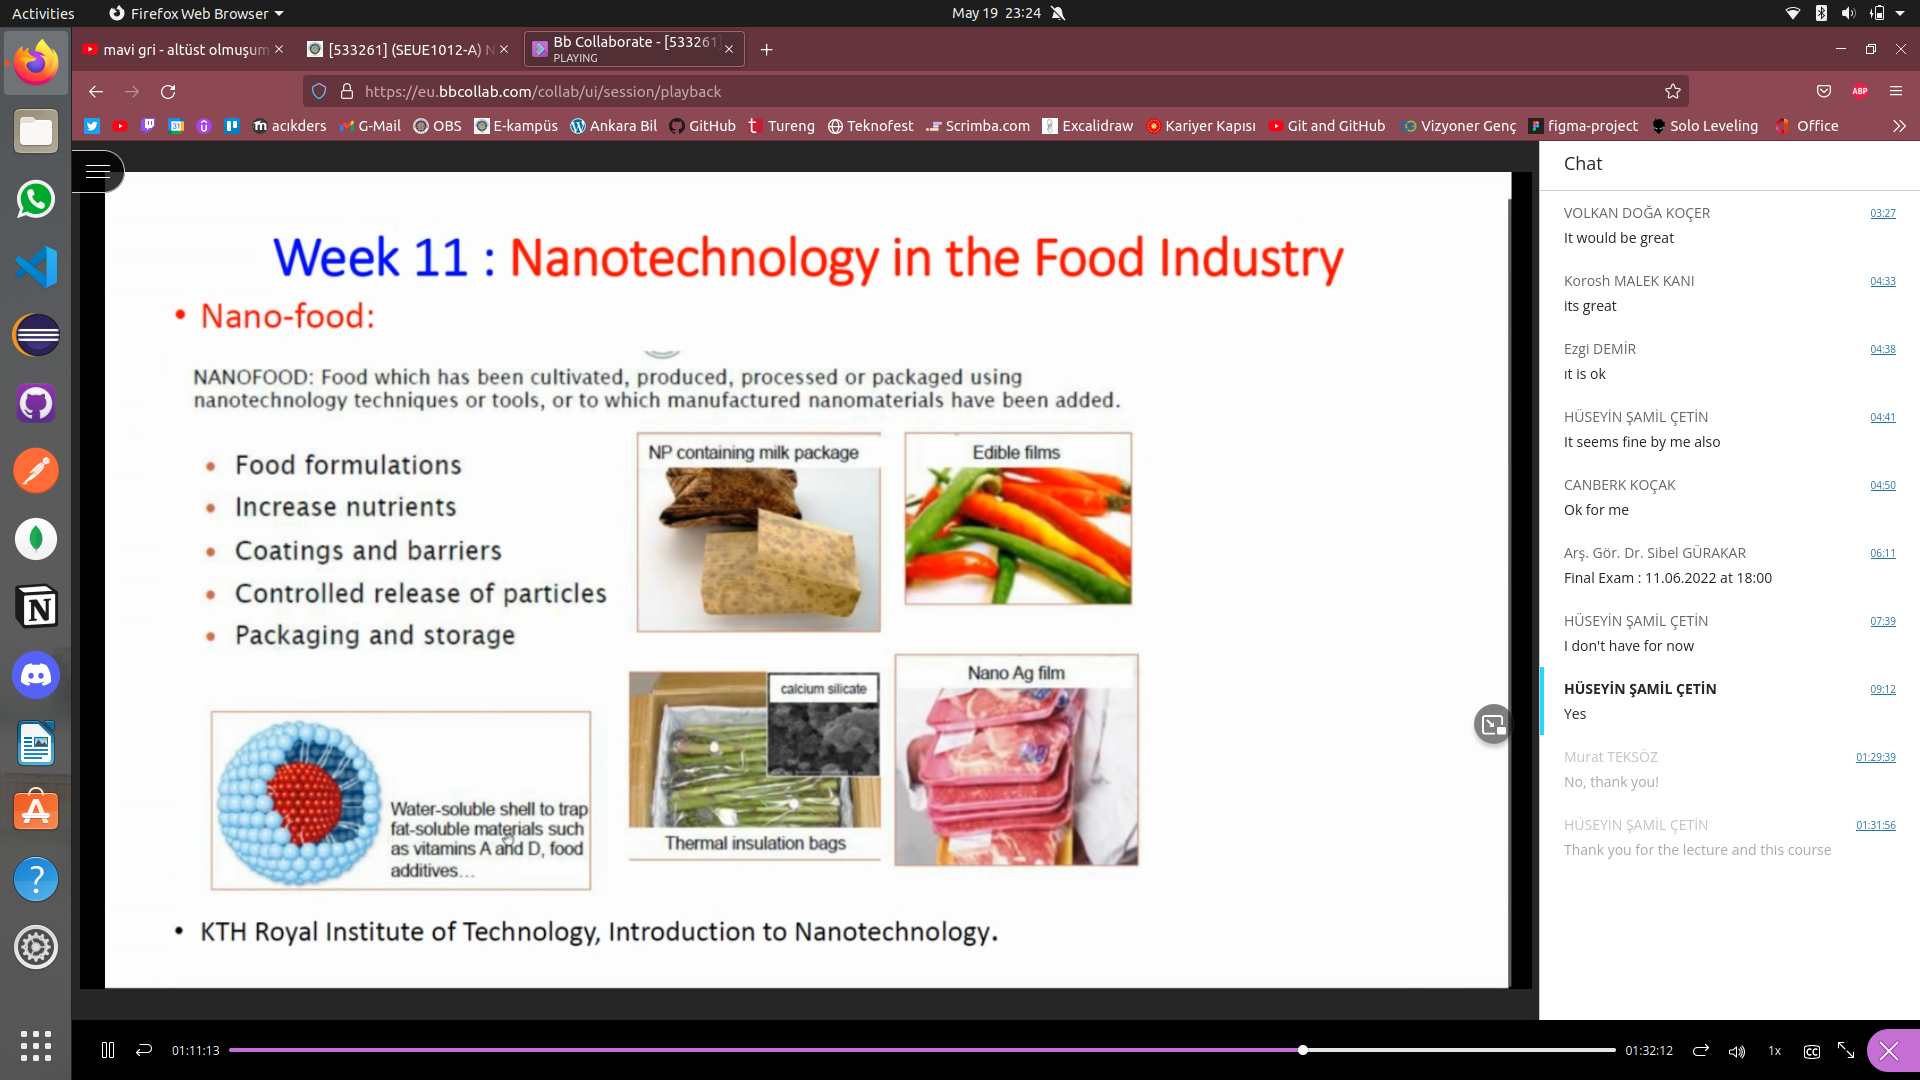 Activities
Firefox Web Browser
May 19 23:24
mavi gri - altüst olmuşum
[533261] (SEUE1012-A) N
Bb Collaborate - [533261]
PLAYING
https://eu.bbcollab.com/collab/ui/session/playback
ABP
acıkders
G-Mail
OBS
E-kampüs
Ankara Bil
GitHub
Tureng
Teknofest
Scrimba.com
Excalidraw
Kariyer Kapısı
Git and GitHub
Vizyoner Genç
figma-project
Solo Leveling
Office
Week 11 : Nanotechnology in the Food Industry
• Nano-food:
NANOFOOD: Food which has been cultivated, produced, processed or packaged using
nanotechnology techniques or tools, or to which manufactured nanomaterials have been added.
• Food formulations
• Increase nutrients
• Coatings and barriers
• Controlled release of particles
• Packaging and storage
NP containing milk package
Edible films
calcium silicate
Thermal insulation bags
Nano Ag film
Water-soluble shell to trap
fat-soluble materials such
as vitamins A and D, food
additives...
• KTH Royal Institute of Technology, Introduction to Nanotechnology.
Chat
VOLKAN DOĞA KOÇER 03:27
It would be great
Korosh MALEK KANI 04:33
its great
Ezgi DEMİR 04:38
ıt is ok
HÜSEYİN ŞAMİL ÇETİN 04:41
It seems fine by me also
CANBERK KOÇAK 04:50
Ok for me
Arş. Gör. Dr. Sibel GÜRAKAR 06:11
Final Exam : 11.06.2022 at 18:00
HÜSEYİN ŞAMİL ÇETİN 07:39
I don't have for now
HÜSEYİN ŞAMİL ÇETİN 09:12
Yes
Murat TEKSÖZ 01:29:39
No, thank you!
HÜSEYİN ŞAMİL ÇETİN 01:31:56
Thank you for the lecture and this course
01:11:13
01:32:12
1x
CC